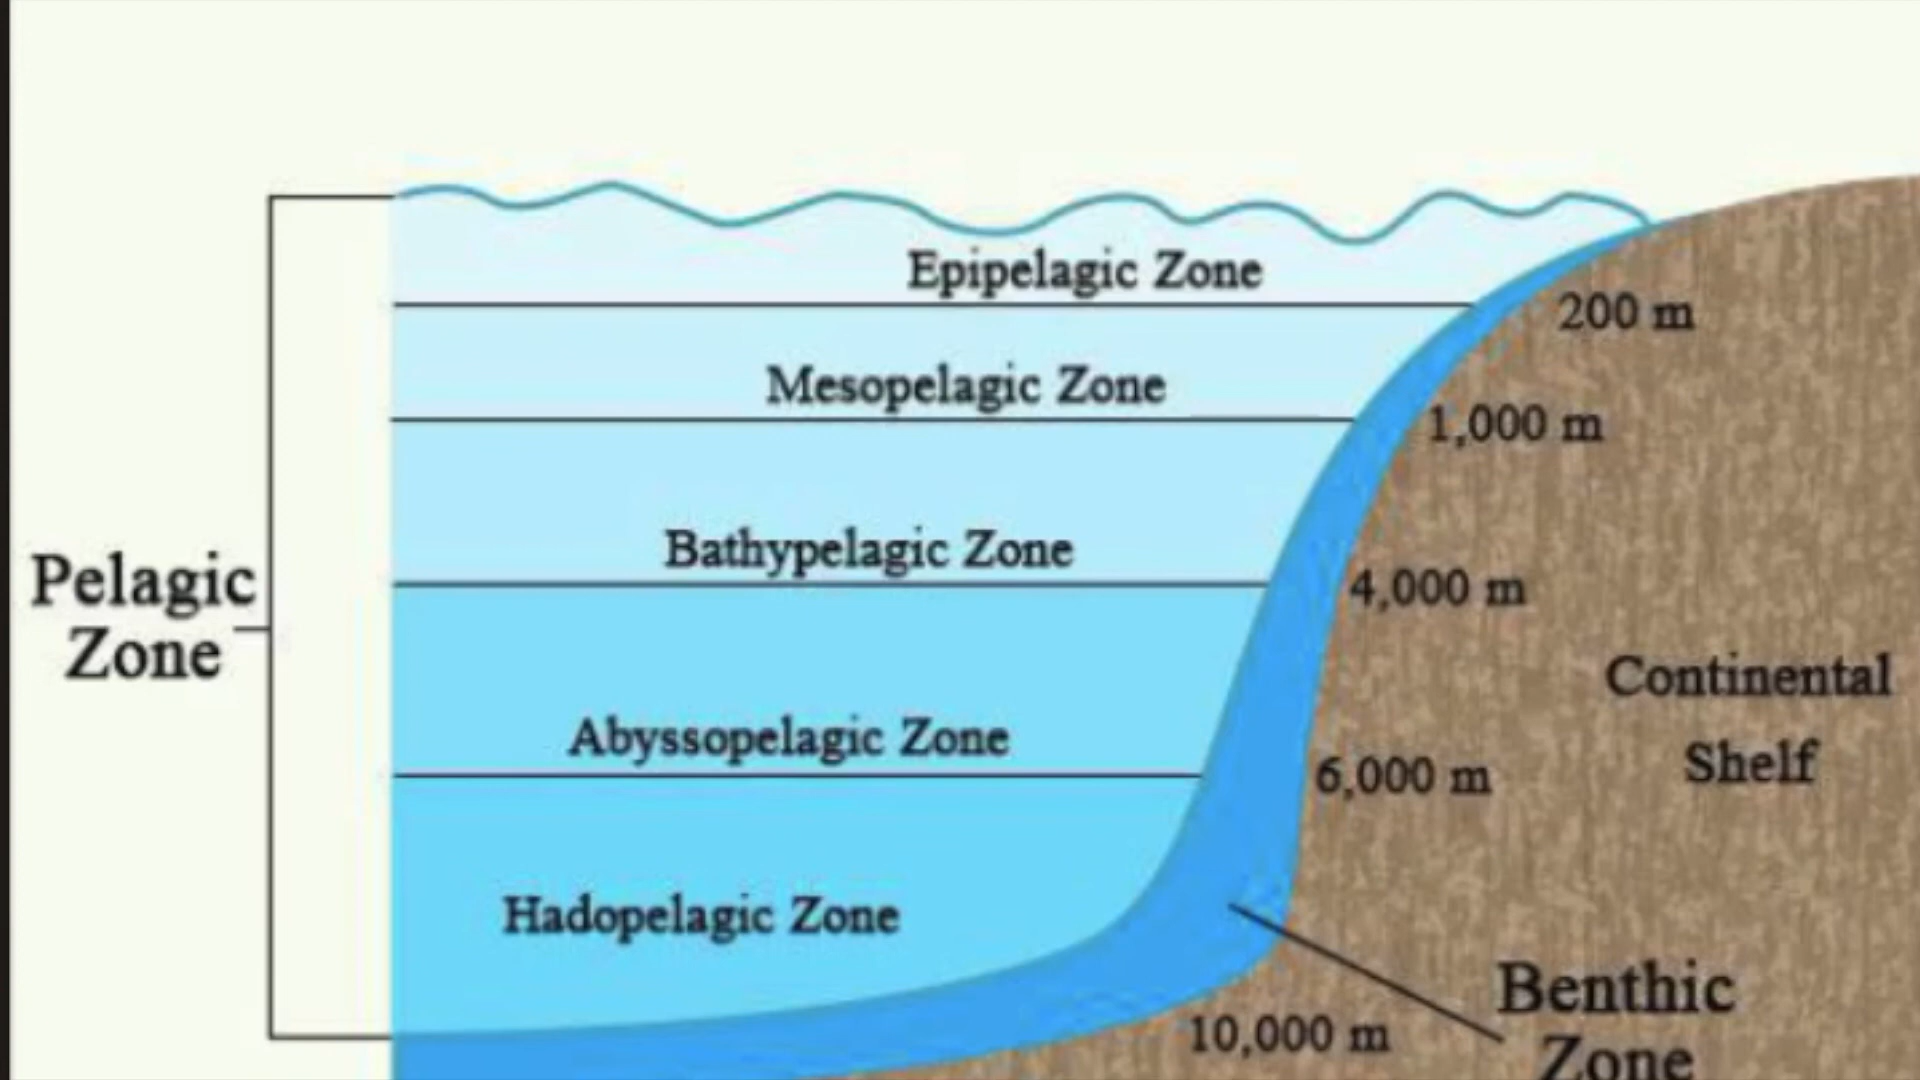 Epipelagic Zone
200 m
Mesopelagic Zone
1,000 m
Bathypelagic Zone
4,000 m
Pelagic
Zone
Continental
Shelf
Abyssopelagic Zone
6,000 m
Hadopelagic Zone
Benthic
Zone
10,000 m